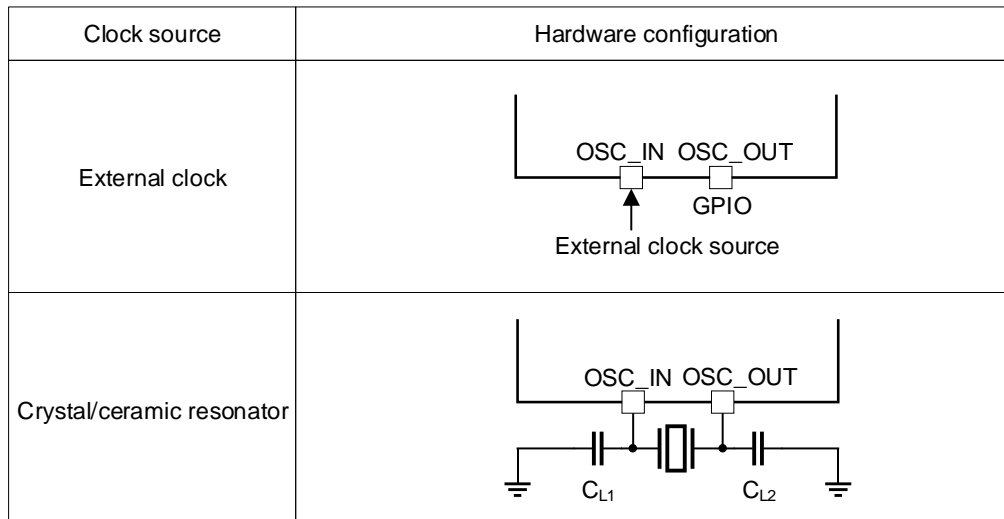 Clock source Hardware configuration
External clock
OSC_IN OSC_OUT
GPIO
External clock source
Crystal/ceramic resonator
OSC_IN OSC_OUT
CL1 CL2